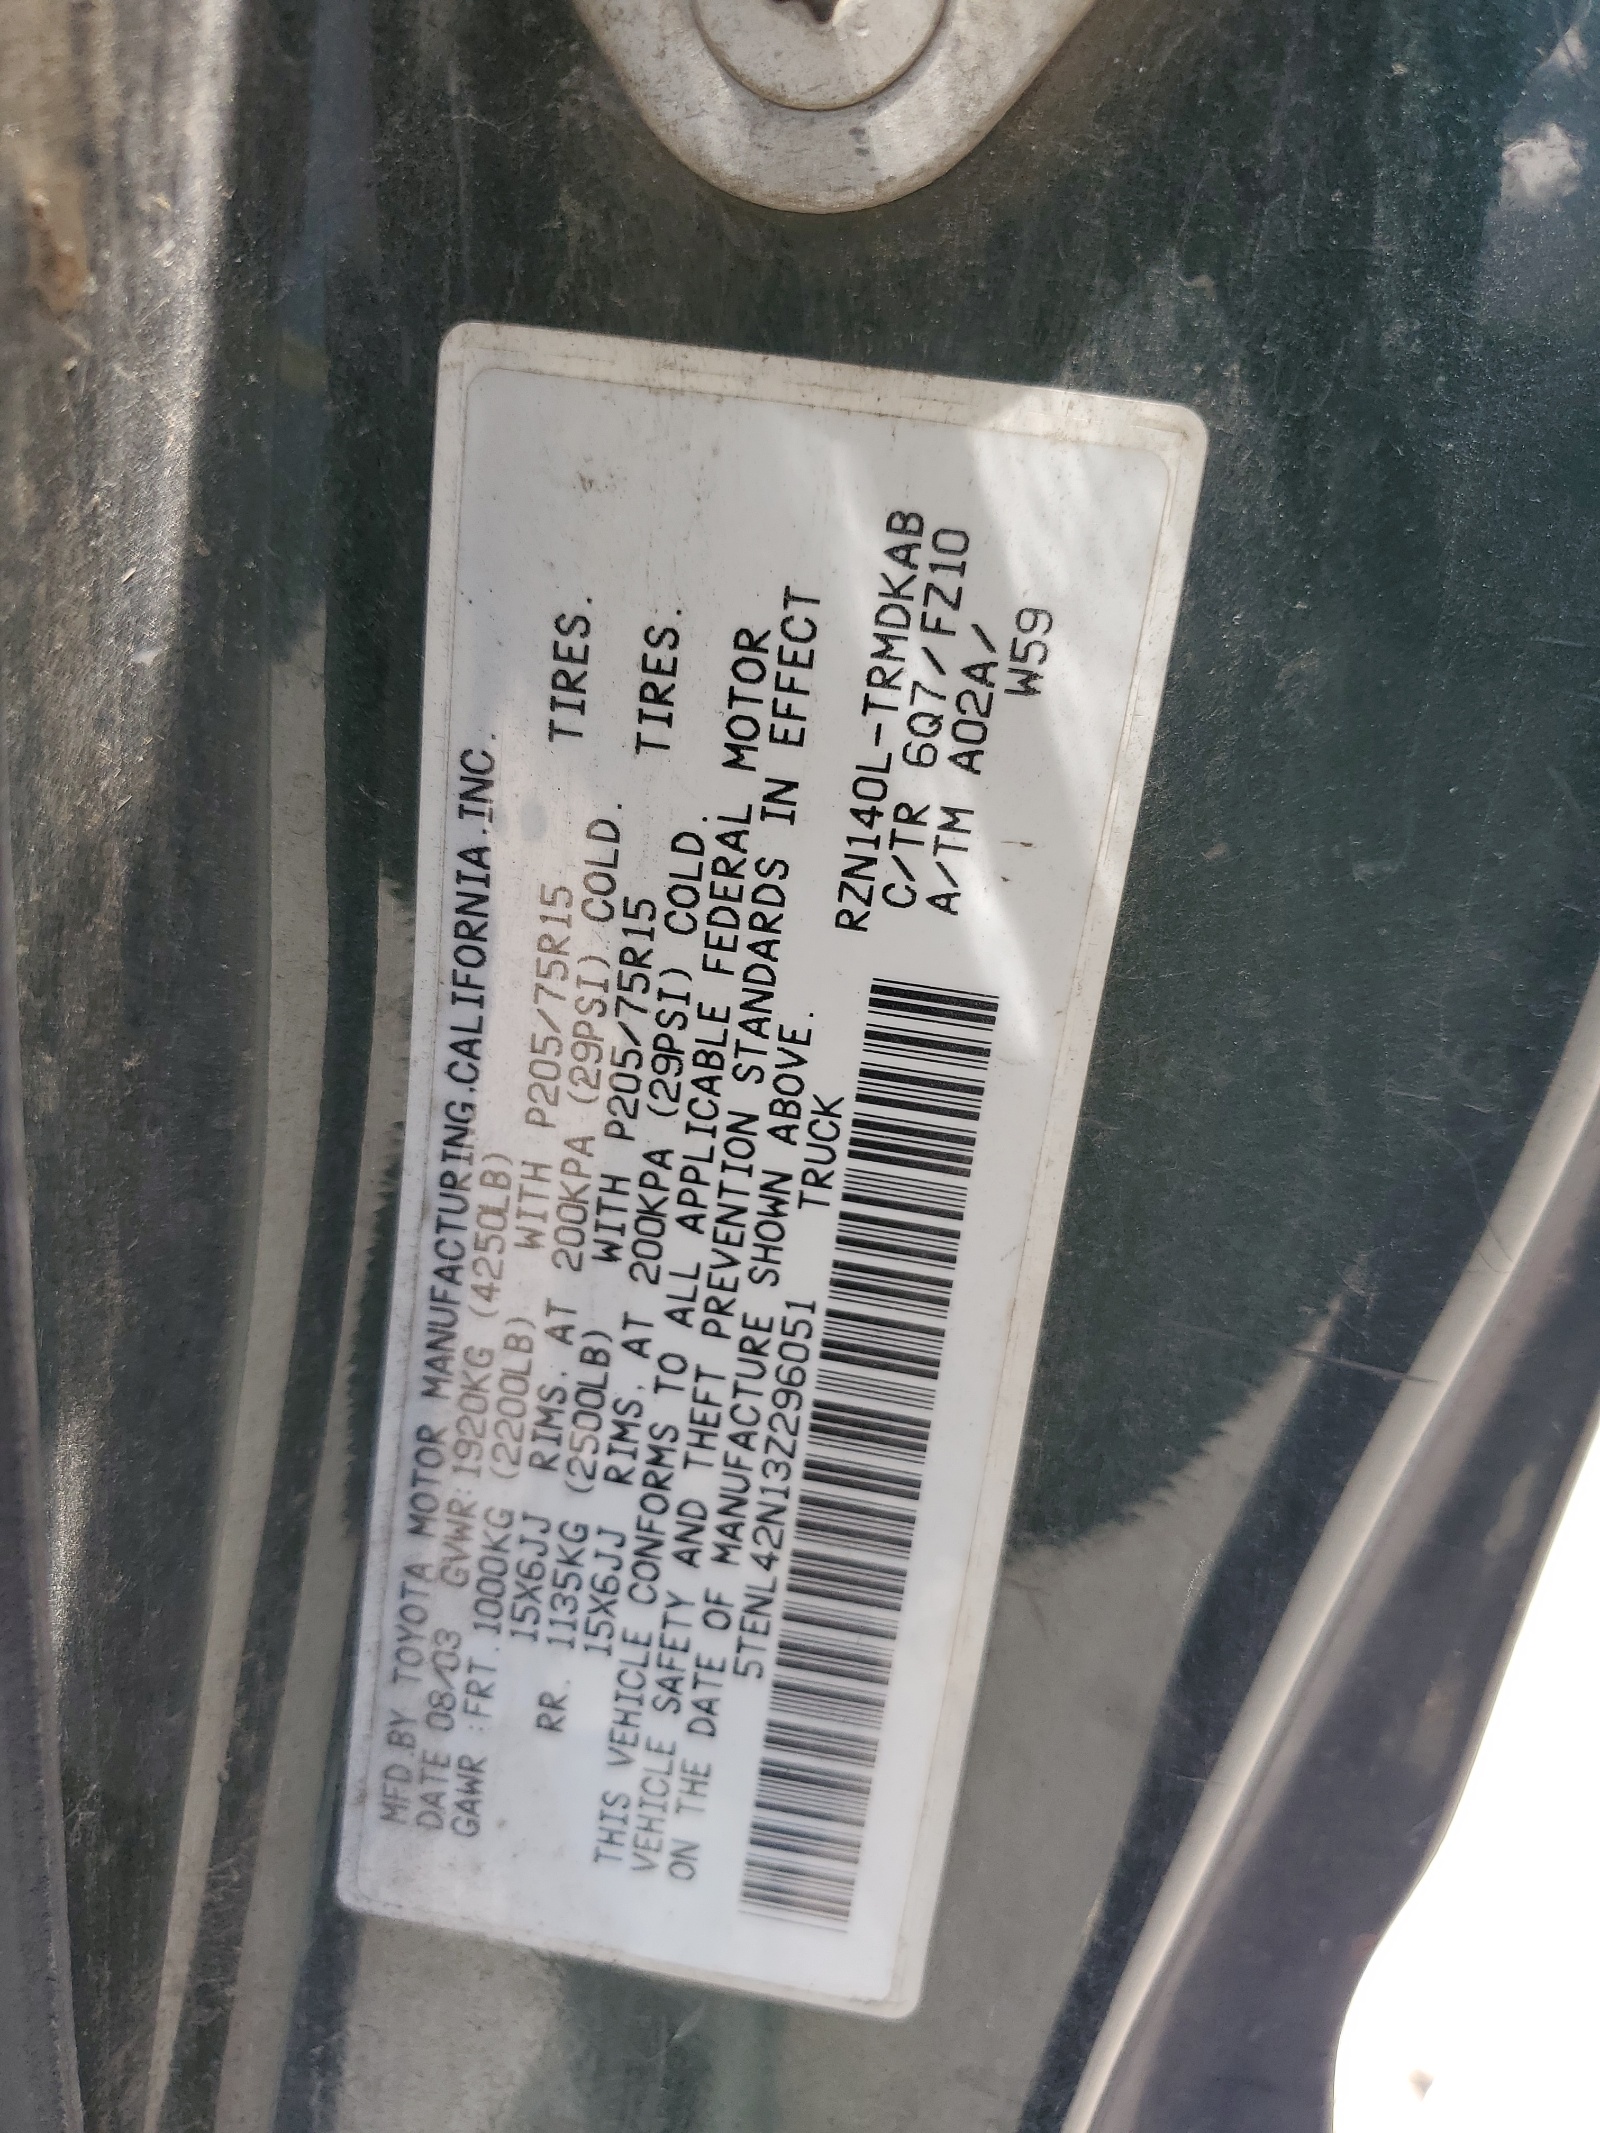 MFD.BY TOYOTA MOTOR MANUFACTURING.CALIFORNIA.INC.
DATE 08/03 GVWR:1920KG (4250LB)
GAWR :FRT. 1000KG (2200LB) WITH P205/75R15 TIRES.
15X6JJ RIMS. AT 200KPA (29PSI) COLD.
RR. 1135KG (2500LB) WITH P205/75R15 TIRES.
15X6JJ RIMS. AT 200KPA (29PSI) COLD.
THIS VEHICLE CONFORMS TO ALL APPLICABLE FEDERAL MOTOR
VEHICLE SAFETY AND THEFT PREVENTION STANDARDS IN EFFECT
ON THE DATE OF MANUFACTURE SHOWN ABOVE.
5TENL42N13Z296051 TRUCK
RZN140L-TRMDKAB
C/TR 6Q7/FZ10
A/TM A02A/
W59